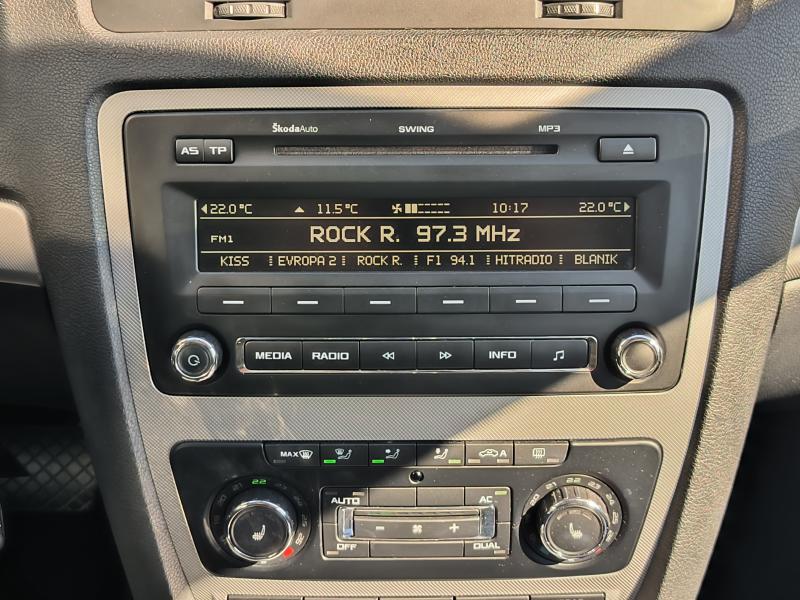 ŠkodaAuto SWING MP3
AS TP
22.0°C 11.5°C 10:17 22.0°C
FM1 ROCK R. 97.3 MHz
KISS EVROPA 2 ROCK R. F1 94.1 HITRADIO BLANIK
MEDIA RADIO INFO
MAX A
22
AUTO AC
OFF DUAL